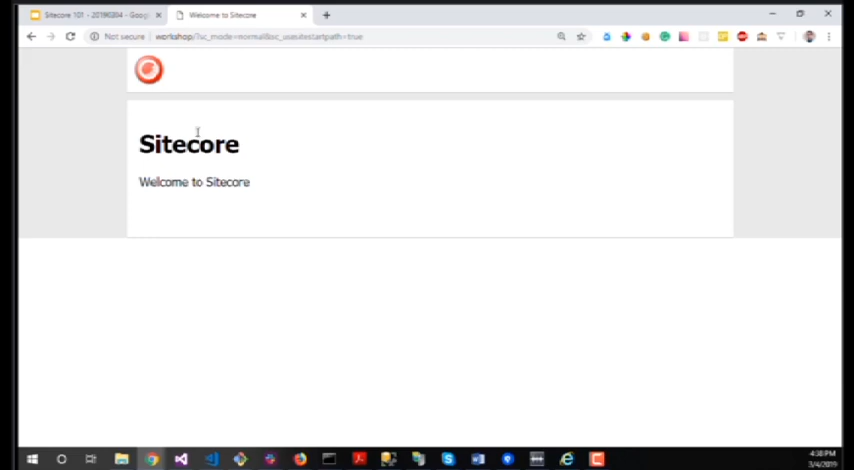 Sitecore 101 - 20190304 - Googl
Welcome to Sitecore
Not secure | workshop/?sc_mode=normal&sc_usesitestartpath=true
Sitecore
Welcome to Sitecore
4:58 PM
3/4/2019